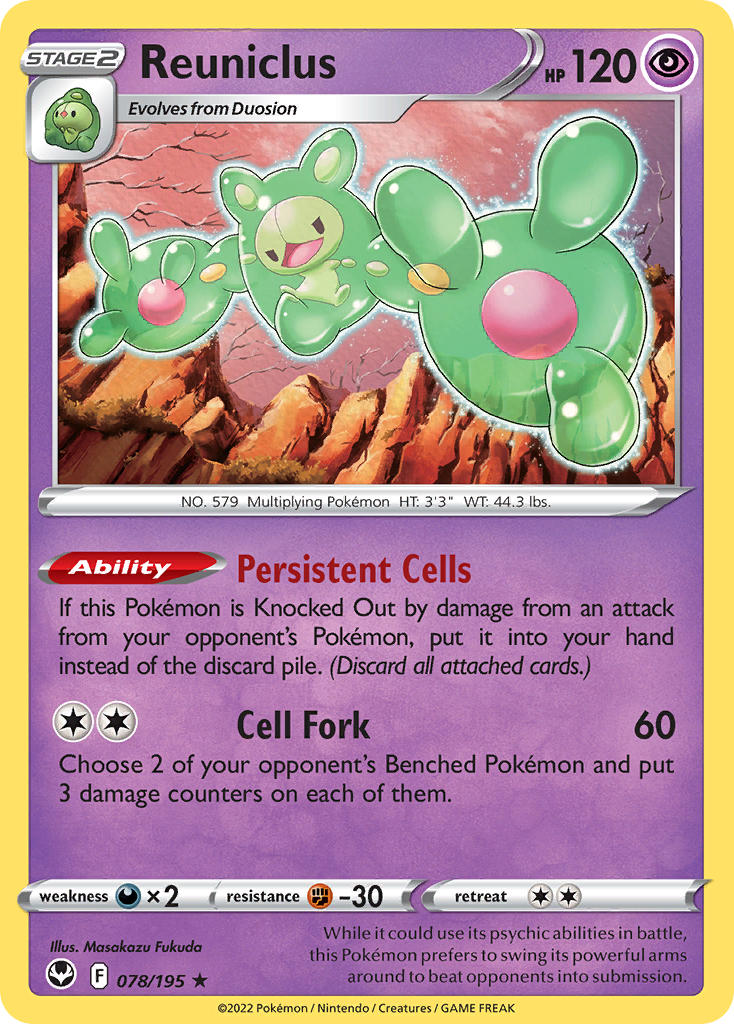 STAGE 2
Reuniclus
HP 120
Evolves from Duosion
NO. 579 Multiplying Pokémon HT: 3'3" WT: 44.3 lbs.
Ability Persistent Cells
If this Pokémon is Knocked Out by damage from an attack
from your opponent's Pokémon, put it into your hand
instead of the discard pile. (Discard all attached cards.)
Cell Fork 60
Choose 2 of your opponent's Benched Pokémon and put
3 damage counters on each of them.
weakness ×2 resistance -30 retreat
Illus. Masakazu Fukuda
While it could use its psychic abilities in battle,
this Pokémon prefers to swing its powerful arms
around to beat opponents into submission.
F 078/195 ★
©2022 Pokémon / Nintendo / Creatures / GAME FREAK